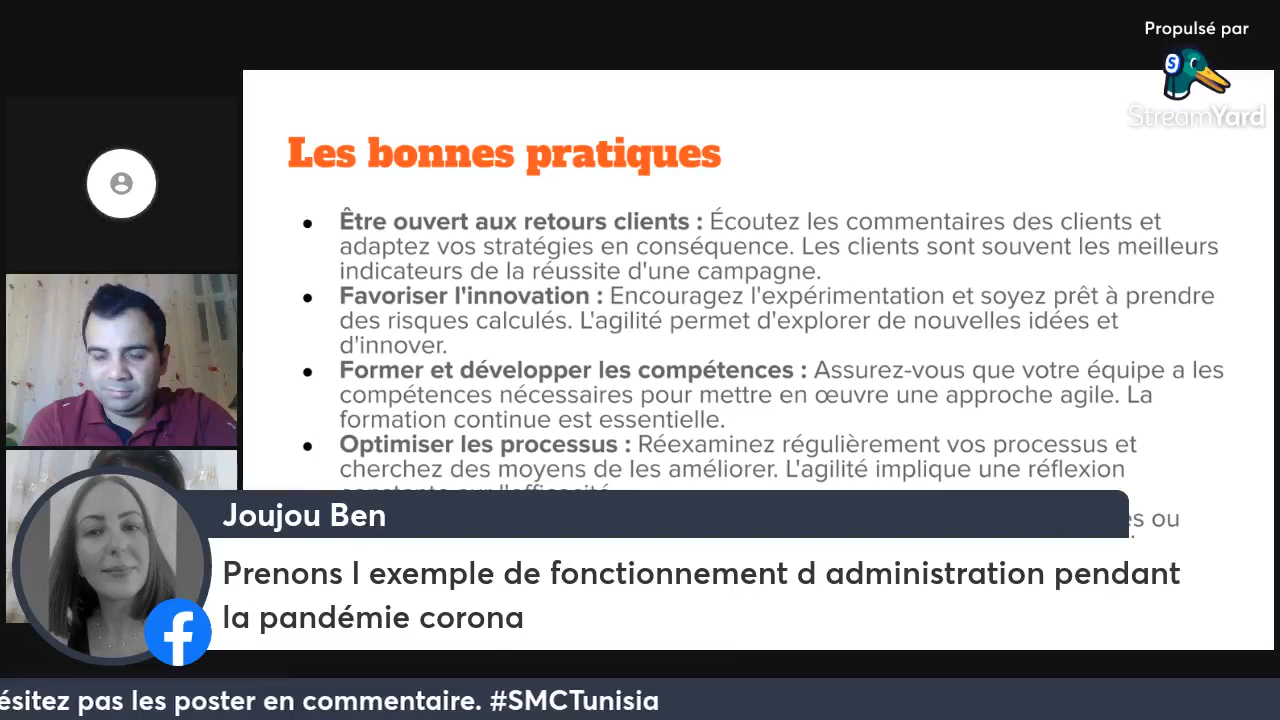 Propulsé par
StreamYard
Les bonnes pratiques
• Être ouvert aux retours clients : Écoutez les commentaires des clients et
adaptez vos stratégies en conséquence. Les clients sont souvent les meilleurs
indicateurs de la réussite d'une campagne.
• Favoriser l'innovation : Encouragez l'expérimentation et soyez prêt à prendre
des risques calculés. L'agilité permet d'explorer de nouvelles idées et
d'innover.
• Former et développer les compétences : Assurez-vous que votre équipe a les
compétences nécessaires pour mettre en œuvre une approche agile. La
formation continue est essentielle.
• Optimiser les processus : Réexaminez régulièrement vos processus et
cherchez des moyens de les améliorer. L'agilité implique une réflexion
constante sur l'efficacité.
ou
Joujou Ben
Prenons l exemple de fonctionnement d administration pendant
la pandémie corona
ésitez pas les poster en commentaire. #SMCTunisia